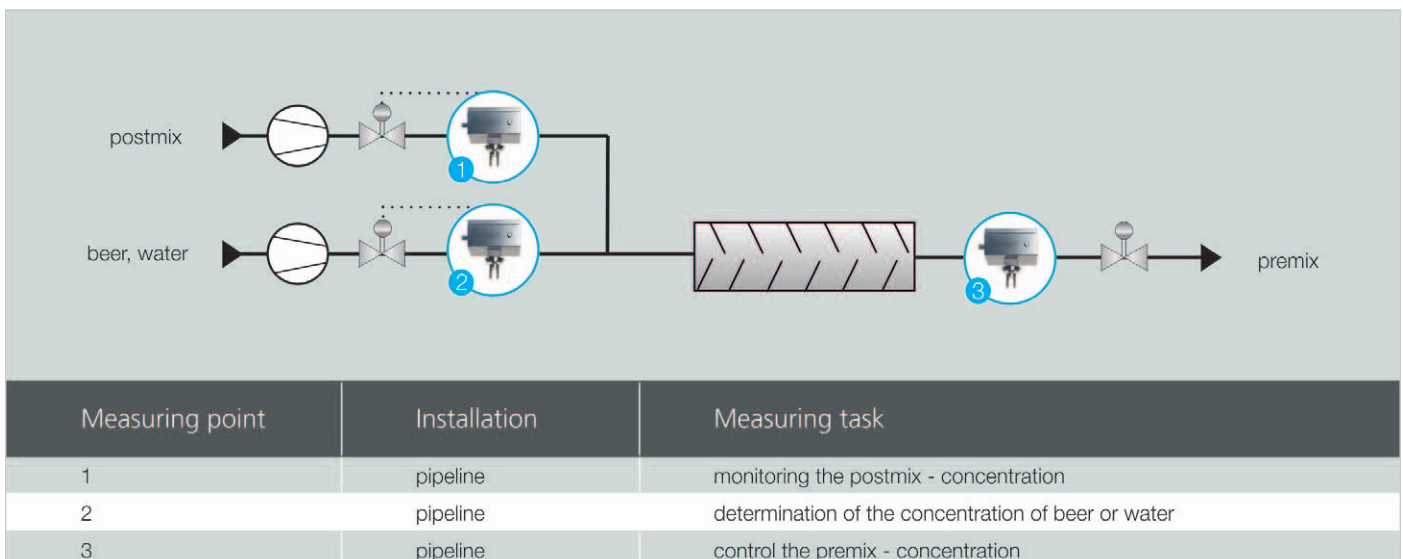 postmix
1
beer, water
2
3
premix
Measuring point Installation Measuring task
1 pipeline monitoring the postmix - concentration
2 pipeline determination of the concentration of beer or water
3 pipeline control the premix - concentration